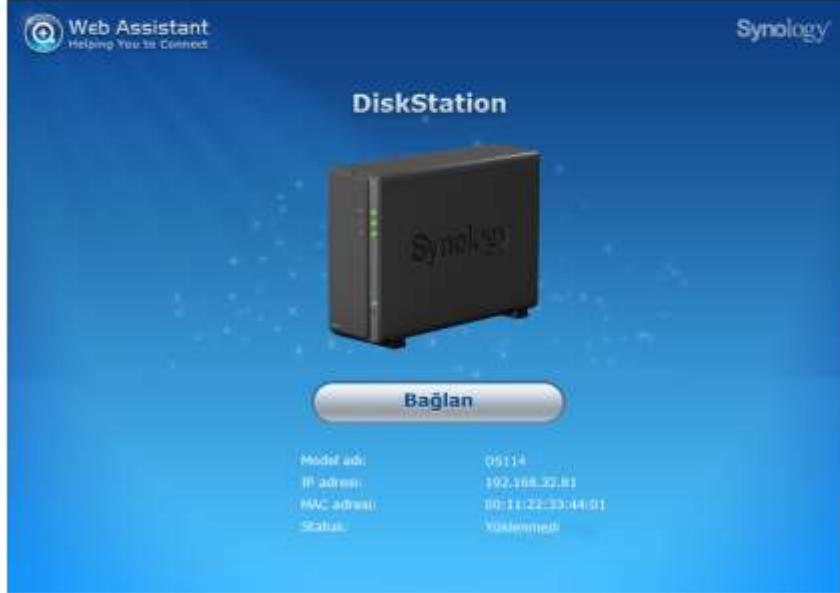 Web Assistant
Helping You to Connect
Synology
DiskStation
Synology
Bağlan
Model adı: DS114
IP adresi: 192.168.32.81
MAC adresi: 00:11:22:33:44:01
Status: Yüklenmedi